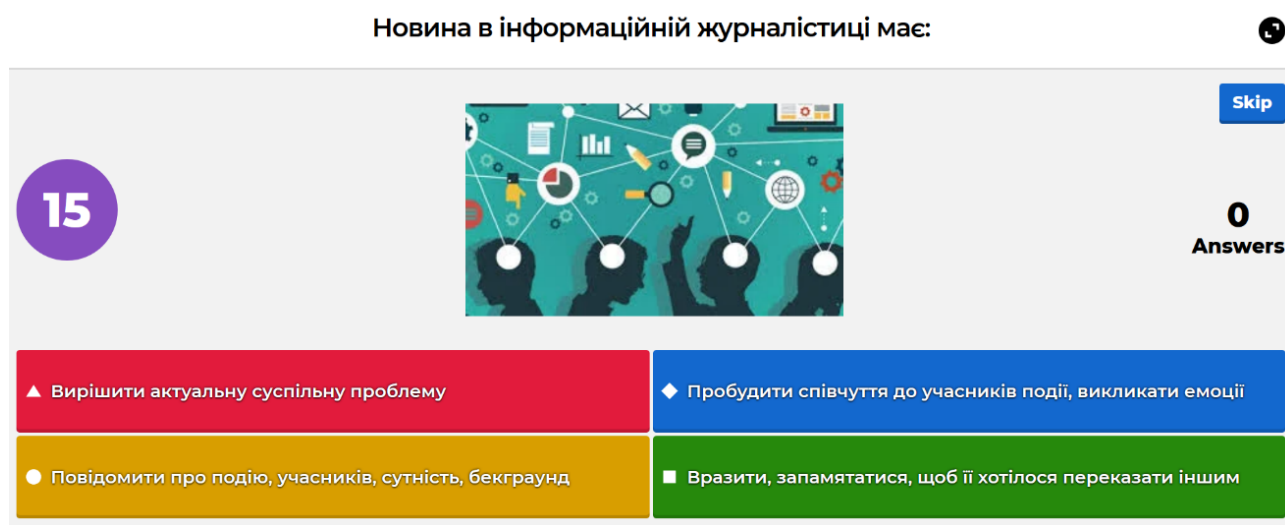 Новина в інформаційній журналістиці має:
Skip
15
0
Answers
Вирішити актуальну суспільну проблему
Пробудити співчуття до учасників події, викликати емоції
Повідомити про подію, учасників, сутність, бекграунд
Вразити, запамятатися, щоб її хотілося переказати іншим